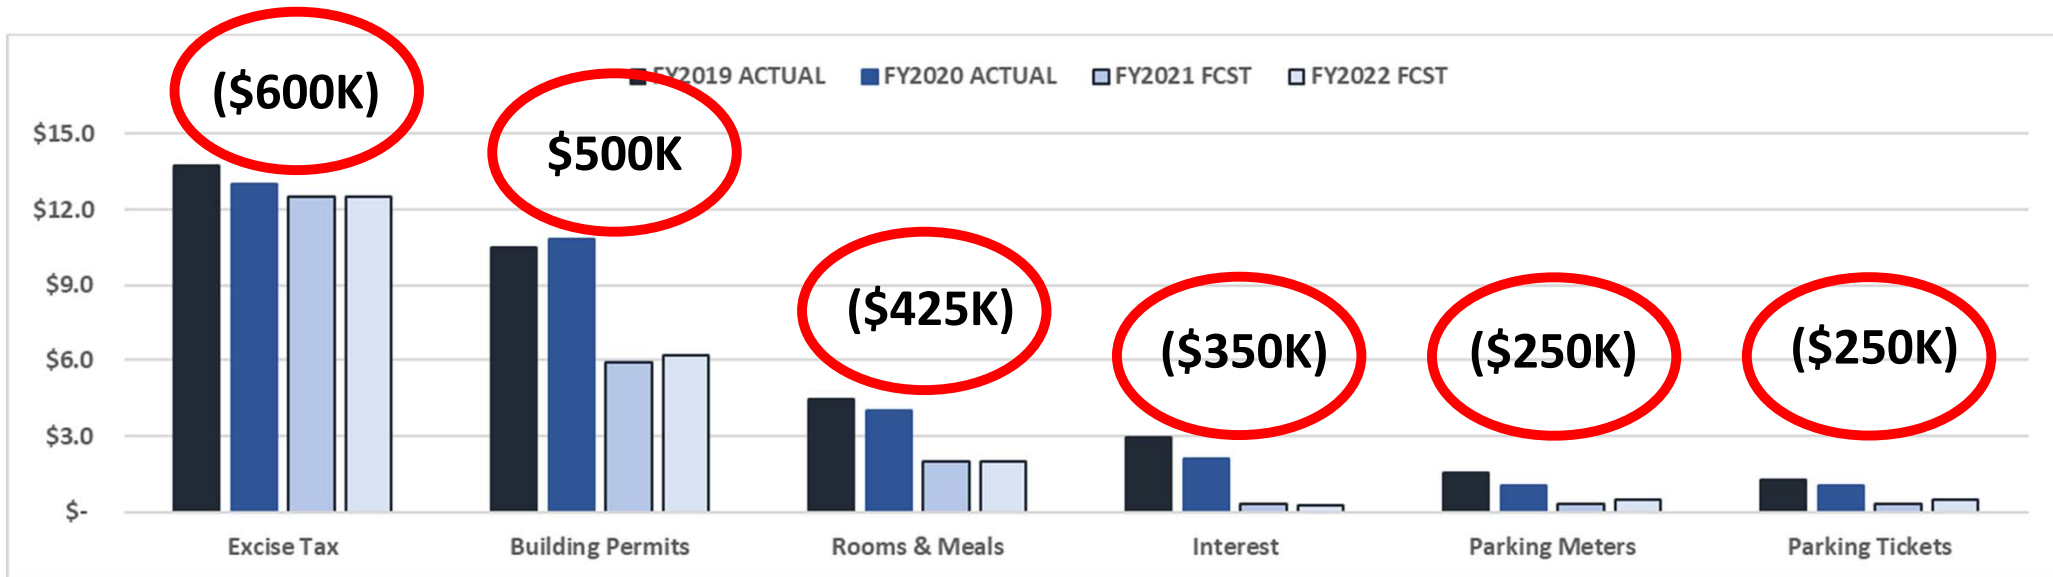 ($600K)
FY2019 ACTUAL FY2020 ACTUAL FY2021 FCST FY2022 FCST
$500K
$15.0
$12.0
$9.0
$6.0
$3.0
$-
($425K)
($350K)
($250K)
($250K)
Excise Tax Building Permits Rooms & Meals Interest Parking Meters Parking Tickets